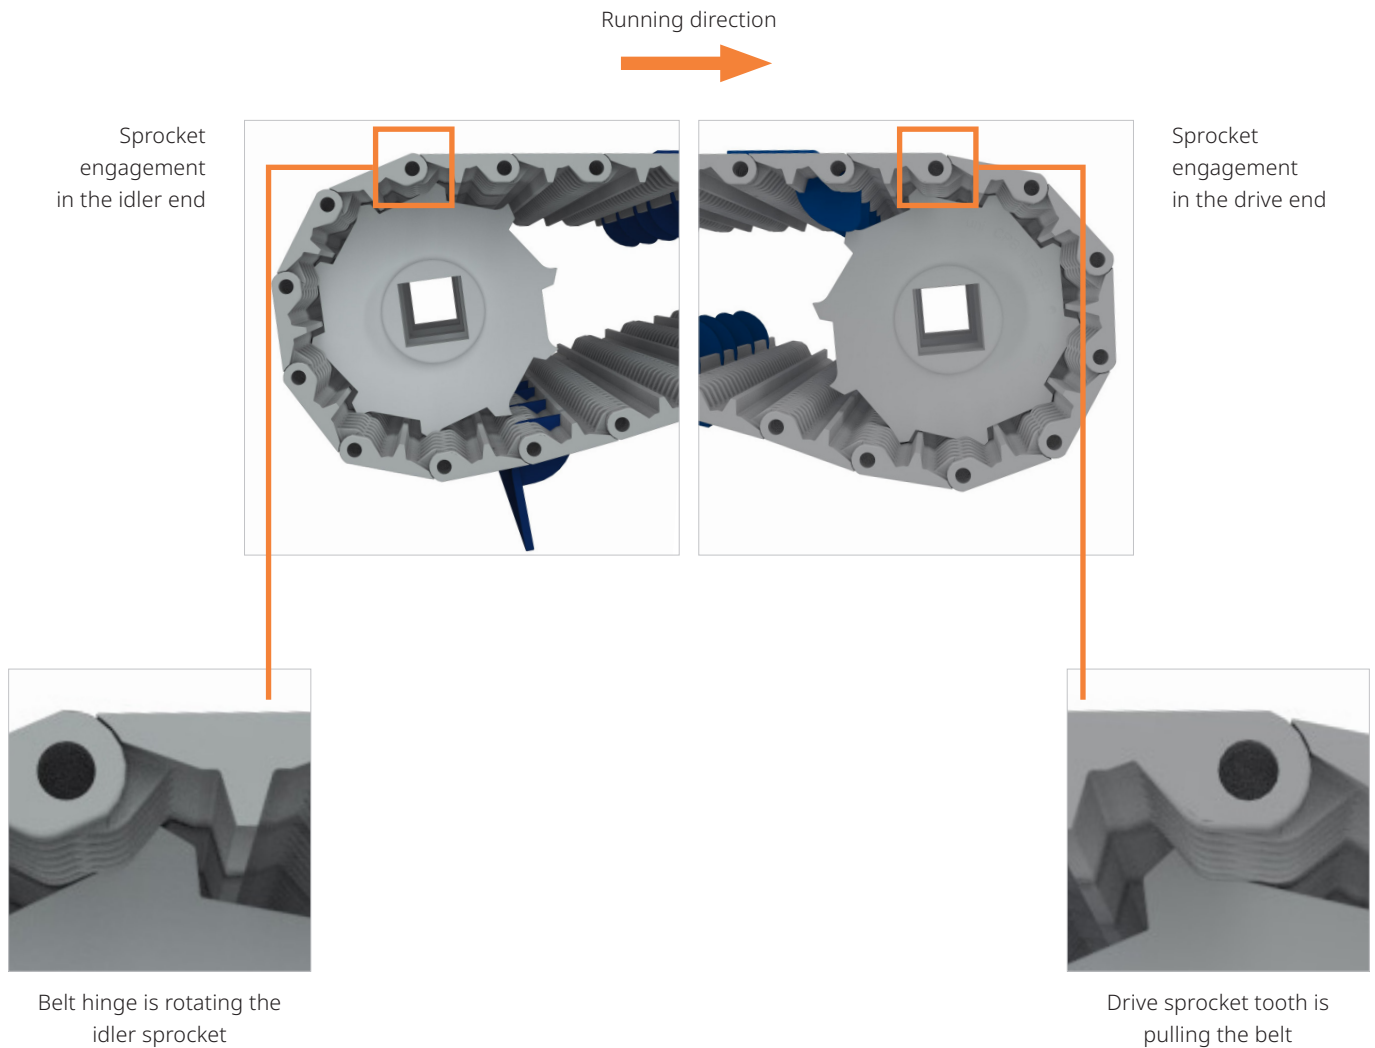 Running direction
Sprocket
engagement
in the idler end
Sprocket
engagement
in the drive end
Belt hinge is rotating the
idler sprocket
Drive sprocket tooth is
pulling the belt